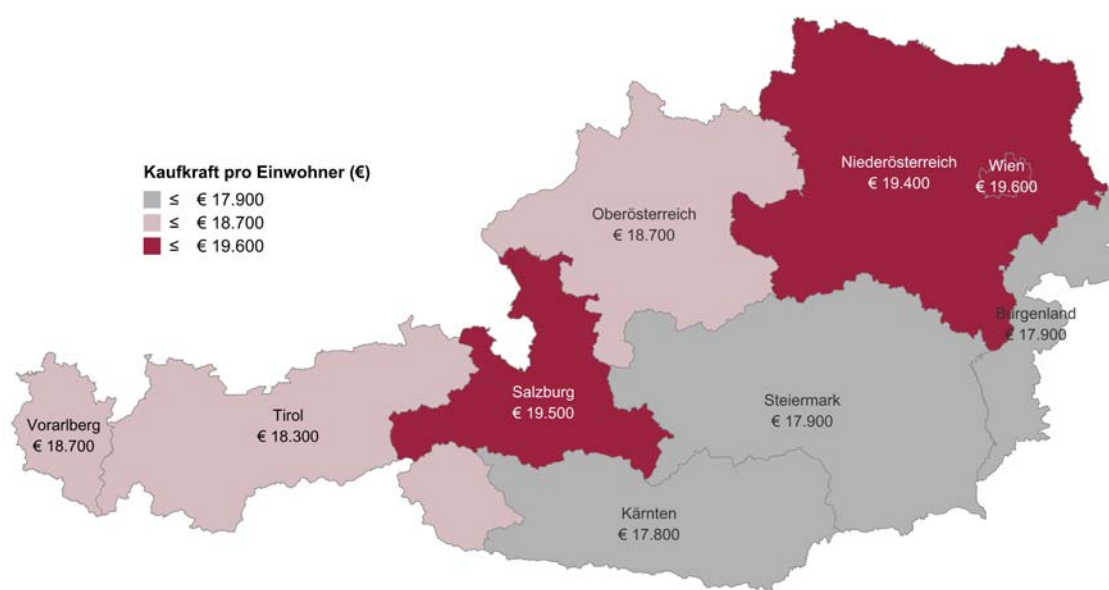 Kaufkraft pro Einwohner (€)
≤ € 17.900
≤ € 18.700
≤ € 19.600
Niederösterreich
€ 19.400
Wien
€ 19.600
Oberösterreich
€ 18.700
Burgenland
€ 17.900
Salzburg
€ 19.500
Steiermark
€ 17.900
Tirol
€ 18.300
Vorarlberg
€ 18.700
Kärnten
€ 17.800